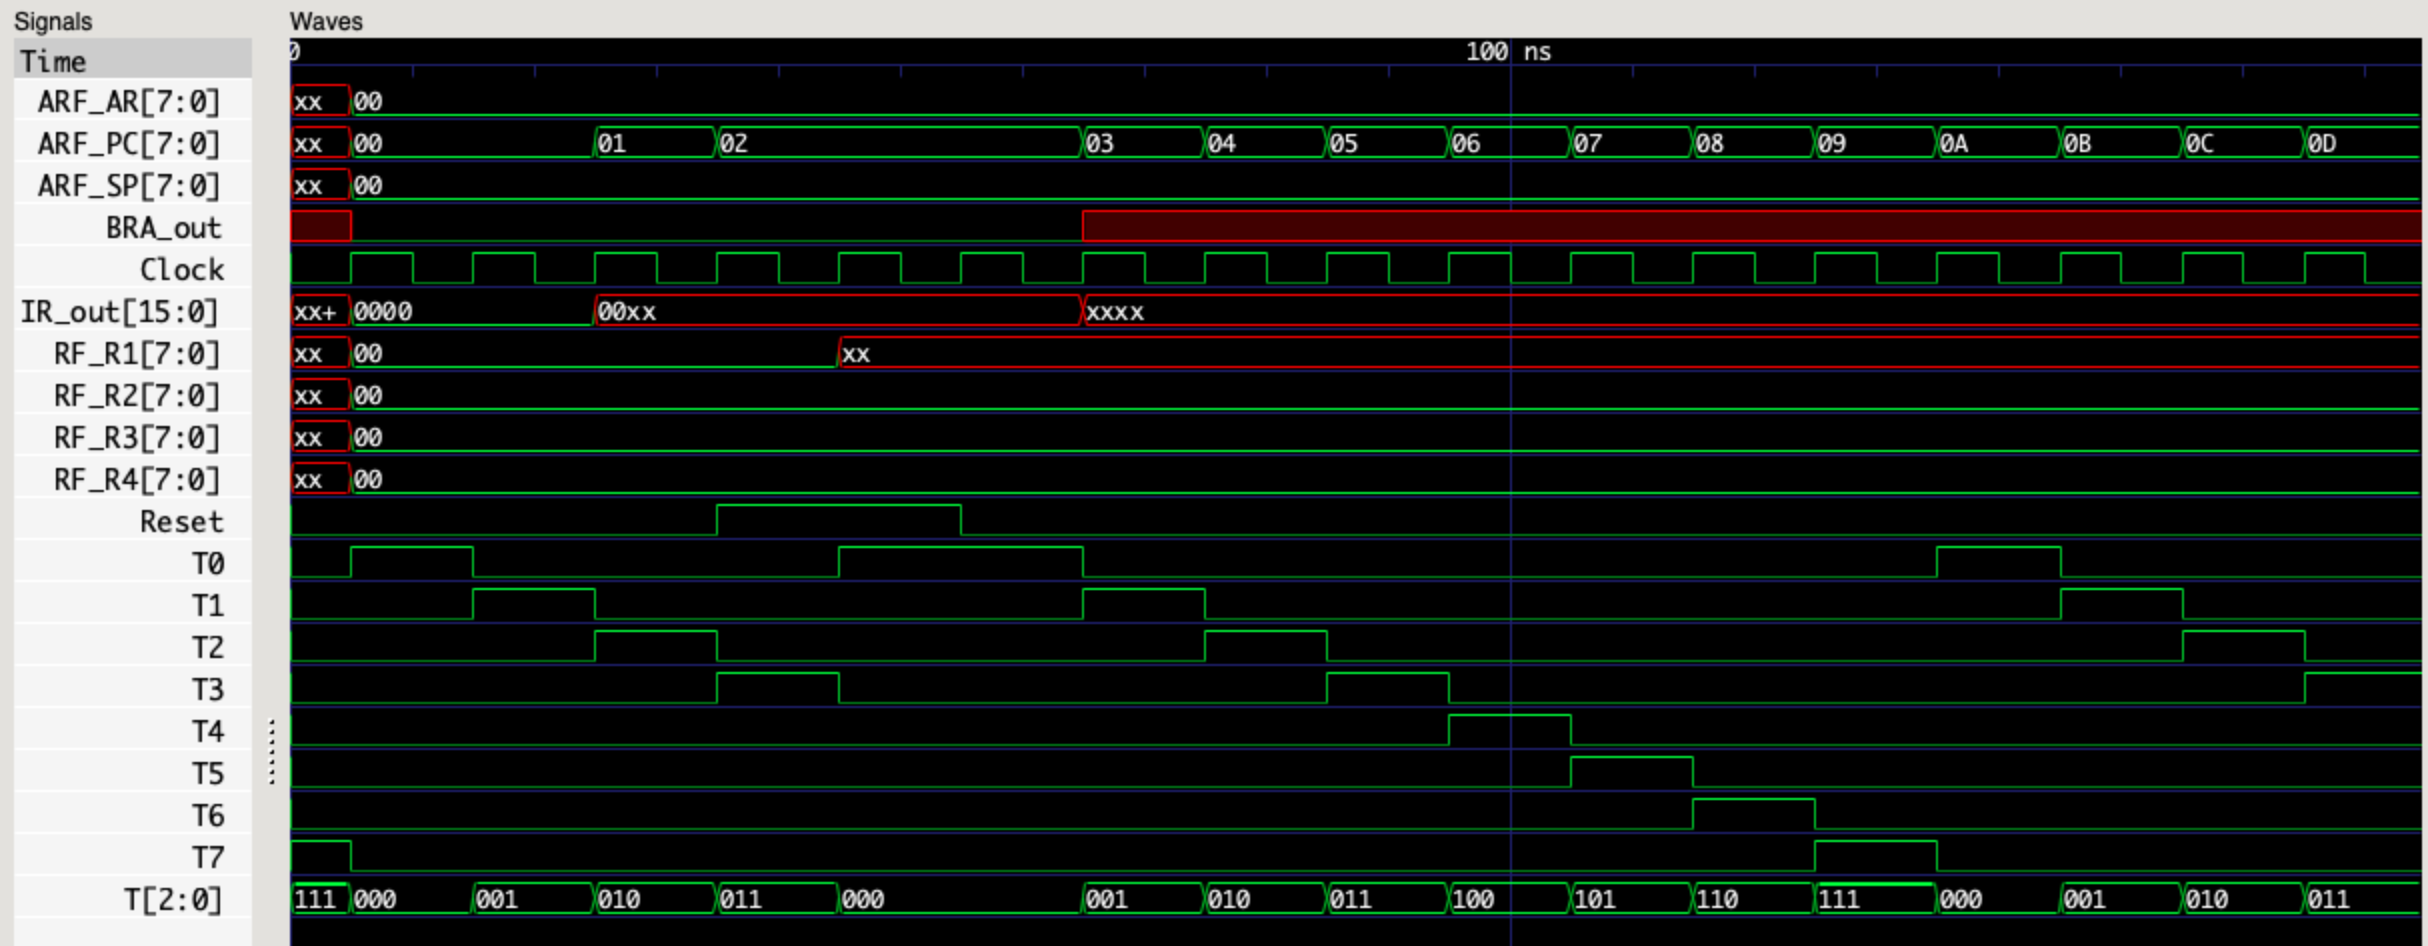 Signals Waves
Time 0 100 ns
ARF_AR[7:0] xx 00
ARF_PC[7:0] xx 00 01 02 03 04 05 06 07 08 09 0A 0B 0C 0D
ARF_SP[7:0] xx 00
BRA_out
Clock
IR_out[15:0] xx+ 0000 00xx xxxx
RF_R1[7:0] xx 00 xx
RF_R2[7:0] xx 00
RF_R3[7:0] xx 00
RF_R4[7:0] xx 00
Reset
T0
T1
T2
T3
T4
T5
T6
T7
T[2:0] 111 000 001 010 011 000 001 010 011 100 101 110 111 000 001 010 011